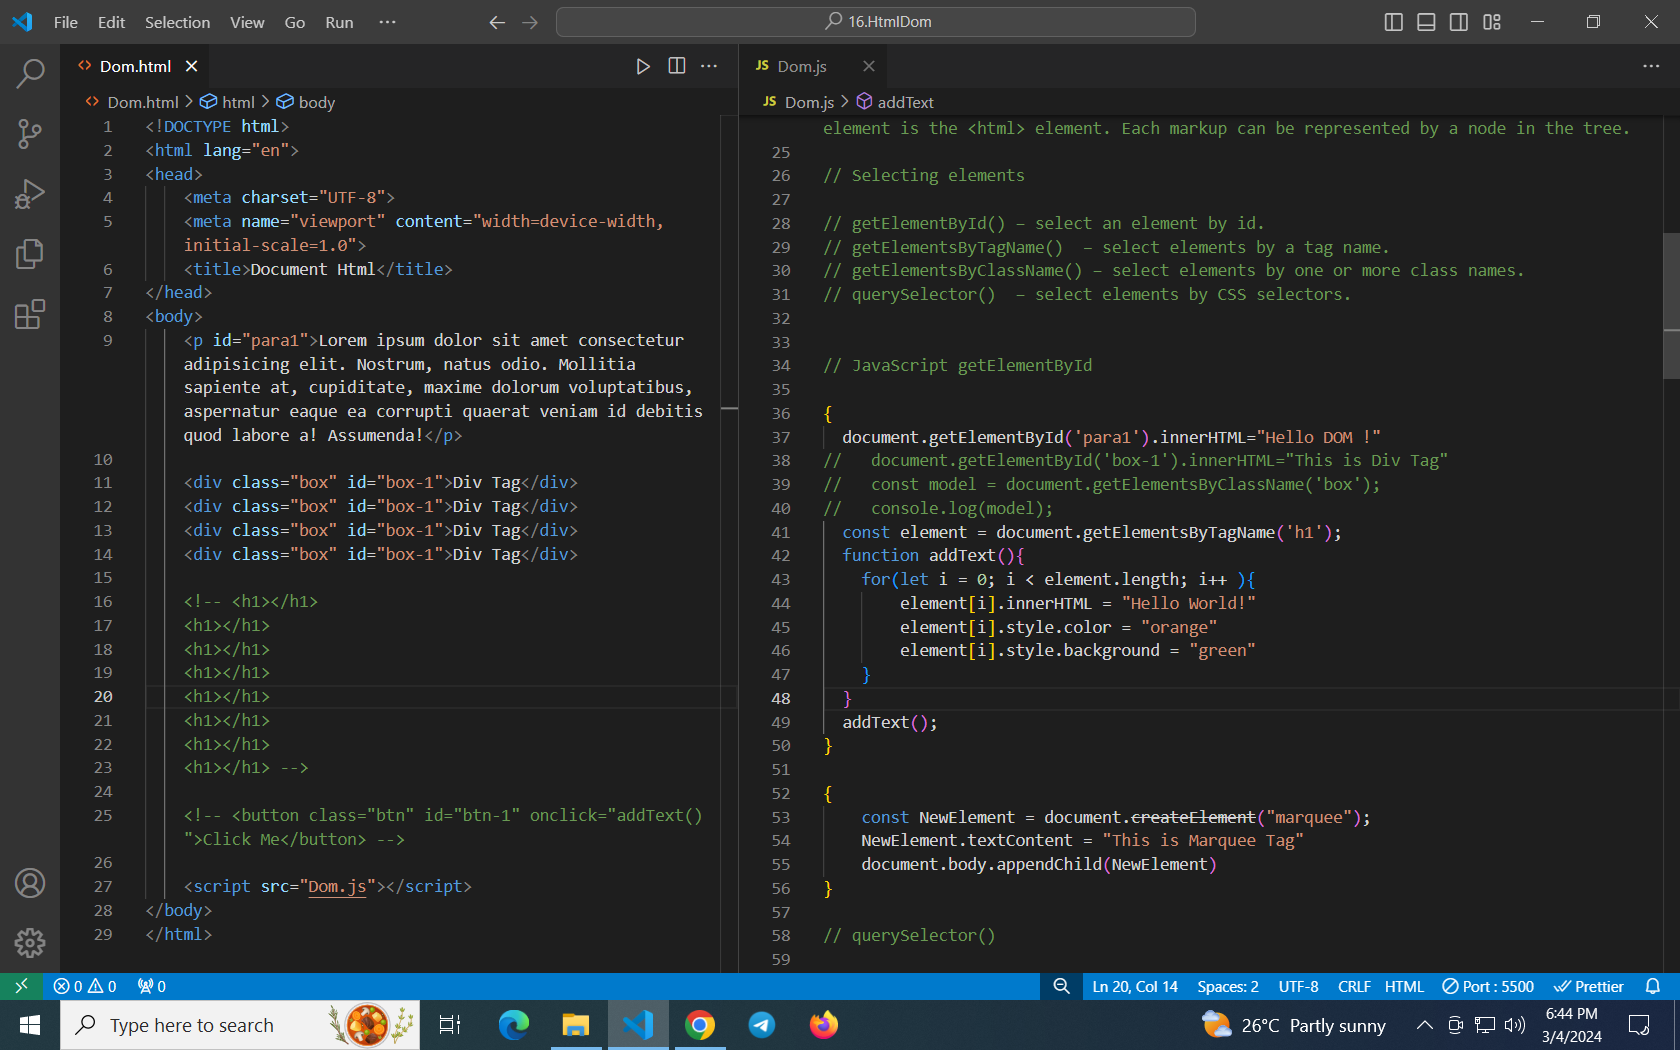 File Edit Selection View Go Run ···
16.HtmlDom
Dom.html
Dom.html > html > body
1 <!DOCTYPE html>
2 <html lang="en">
3 <head>
4 <meta charset="UTF-8">
5 <meta name="viewport" content="width=device-width,
initial-scale=1.0">
6 <title>Document Html</title>
7 </head>
8 <body>
9 <p id="para1">Lorem ipsum dolor sit amet consectetur
adipisicing elit. Nostrum, natus odio. Mollitia
sapiente at, cupiditate, maxime dolorum voluptatibus,
aspernatur eaque ea corrupti quaerat veniam id debitis
quod labore a! Assumenda!</p>
10
11 <div class="box" id="box-1">Div Tag</div>
12 <div class="box" id="box-1">Div Tag</div>
13 <div class="box" id="box-1">Div Tag</div>
14 <div class="box" id="box-1">Div Tag</div>
15
16 <!-- <h1></h1>
17 <h1></h1>
18 <h1></h1>
19 <h1></h1>
20 <h1></h1>
21 <h1></h1>
22 <h1></h1>
23 <h1></h1> -->
24
25 <!-- <button class="btn" id="btn-1" onclick="addText()
">Click Me</button> -->
26
27 <script src="Dom.js"></script>
28 </body>
29 </html>
JS Dom.js
JS Dom.js > addText
element is the <html> element. Each markup can be represented by a node in the tree.
25
26 // Selecting elements
27
28 // getElementById() – select an element by id.
29 // getElementsByTagName()  – select elements by a tag name.
30 // getElementsByClassName() – select elements by one or more class names.
31 // querySelector()  – select elements by CSS selectors.
32
33
34 // JavaScript getElementById
35
36 {
37 document.getElementById('para1').innerHTML="Hello DOM !"
38 //   document.getElementById('box-1').innerHTML="This is Div Tag"
39 //   const model = document.getElementsByClassName('box');
40 //   console.log(model);
41 const element = document.getElementsByTagName('h1');
42 function addText(){
43 for(let i = 0; i < element.length; i++ ){
44 element[i].innerHTML = "Hello World!"
45 element[i].style.color = "orange"
46 element[i].style.background = "green"
47 }
48 }
49 addText();
50 }
51
52 {
53 const NewElement = document.createElement("marquee");
54 NewElement.textContent = "This is Marquee Tag"
55 document.body.appendChild(NewElement)
56 }
57
58 // querySelector()
59
0 0 0 Ln 20, Col 14 Spaces: 2 UTF-8 CRLF HTML Port : 5500 Prettier
Type here to search
26°C Partly sunny
6:44 PM
3/4/2024